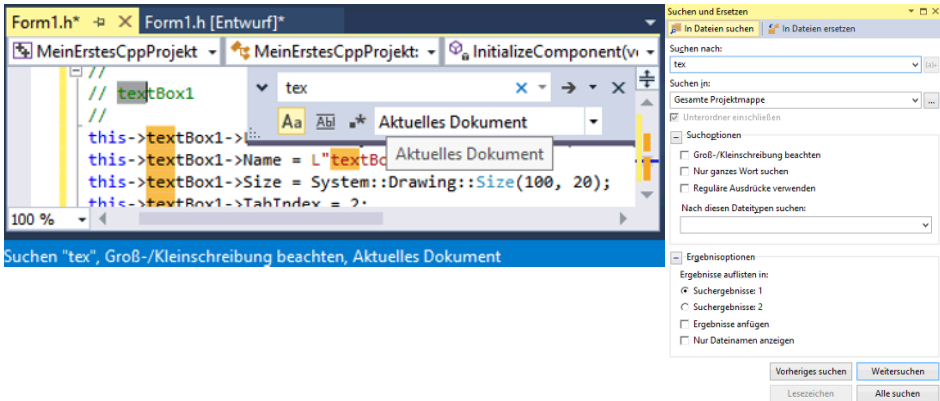 Form1.h*
Form1.h [Entwurf]*
MeinErstesCppProjekt
MeinErstesCppProjekt:
InitializeComponent(v
//
// textBox1
//
this->textBox1->
this->textBox1->Name = L"textBo
this->textBox1->Size = System::Drawing::Size(100, 20);
this->textBox1->TabIndex = 2;
tex
Aa Abl .* Aktuelles Dokument
Aktuelles Dokument
100 %
Suchen "tex", Groß-/Kleinschreibung beachten, Aktuelles Dokument
Suchen und Ersetzen
In Dateien suchen
In Dateien ersetzen
Suchen nach:
tex
Suchen in:
Gesamte Projektmappe
...
Unterordner einschließen
Suchoptionen
Groß-/Kleinschreibung beachten
Nur ganzes Wort suchen
Reguläre Ausdrücke verwenden
Nach diesen Dateitypen suchen:
Ergebnisoptionen
Ergebnisse auflisten in:
Suchergebnisse: 1
Suchergebnisse: 2
Ergebnisse anfügen
Nur Dateinamen anzeigen
Vorheriges suchen
Weitersuchen
Lesezeichen
Alle suchen